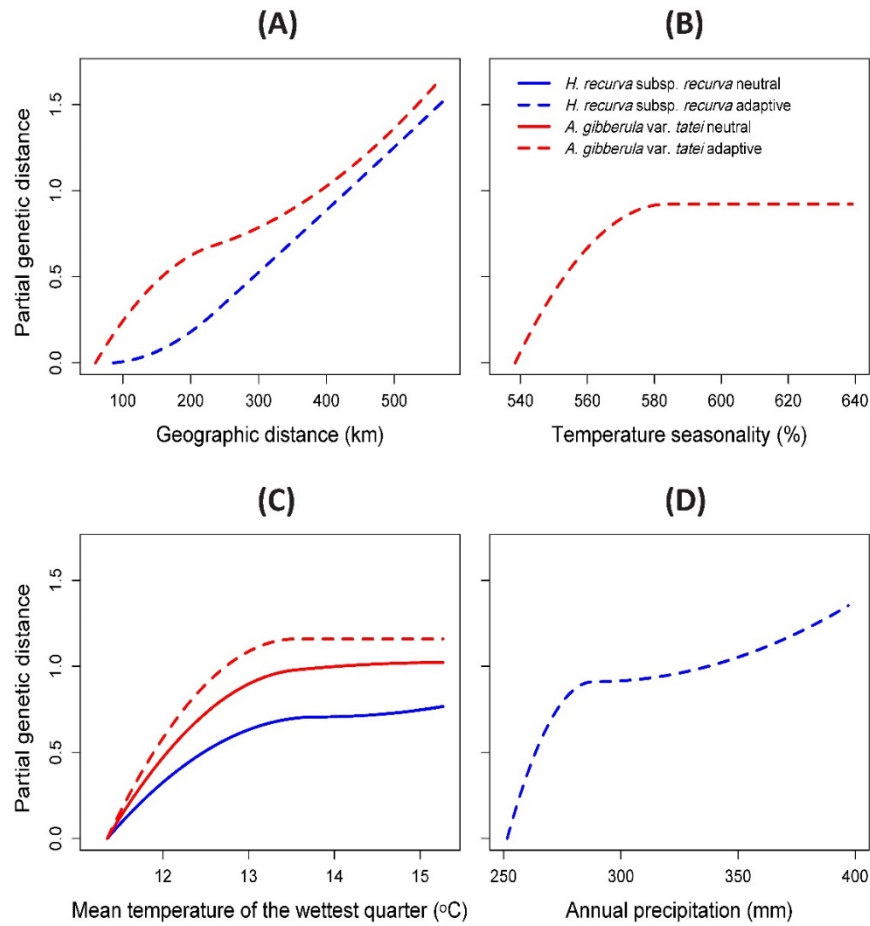 (A)
(B)
Partial genetic distance
0.0
0.5
1.0
1.5
100
200
300
400
500
Geographic distance (km)
H. recurva subsp. recurva neutral
H. recurva subsp. recurva adaptive
A. gibberula var. tatei neutral
A. gibberula var. tatei adaptive
540
560
580
600
620
640
Temperature seasonality (%)
(C)
(D)
Partial genetic distance
0.0
0.5
1.0
1.5
12
13
14
15
Mean temperature of the wettest quarter (°C)
250
300
350
400
Annual precipitation (mm)